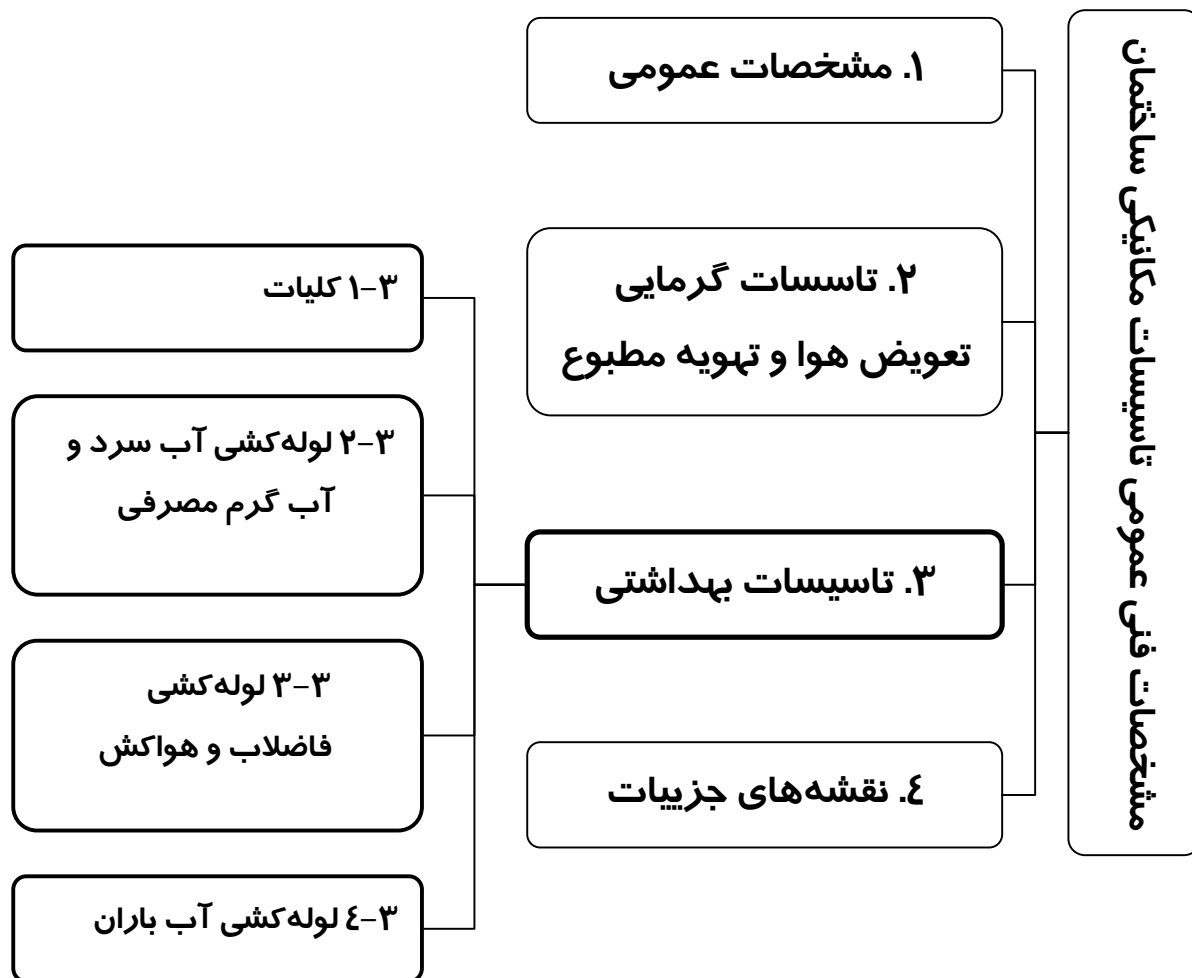 مشخصات فنی عمومی تاسیسات مکانیکی ساختمان
۱. مشخصات عمومی
۲. تاسسات گرمایی
تعویض هوا و تهویه مطبوع
۳. تاسیسات بهداشتی
۴. نقشه‌های جزییات
۳-۱ کلیات
۳-۲ لوله‌کشی آب سرد و
آب گرم مصرفی
۳-۳ لوله‌کشی
فاضلاب و هواکش
۳-۴ لوله‌کشی آب باران